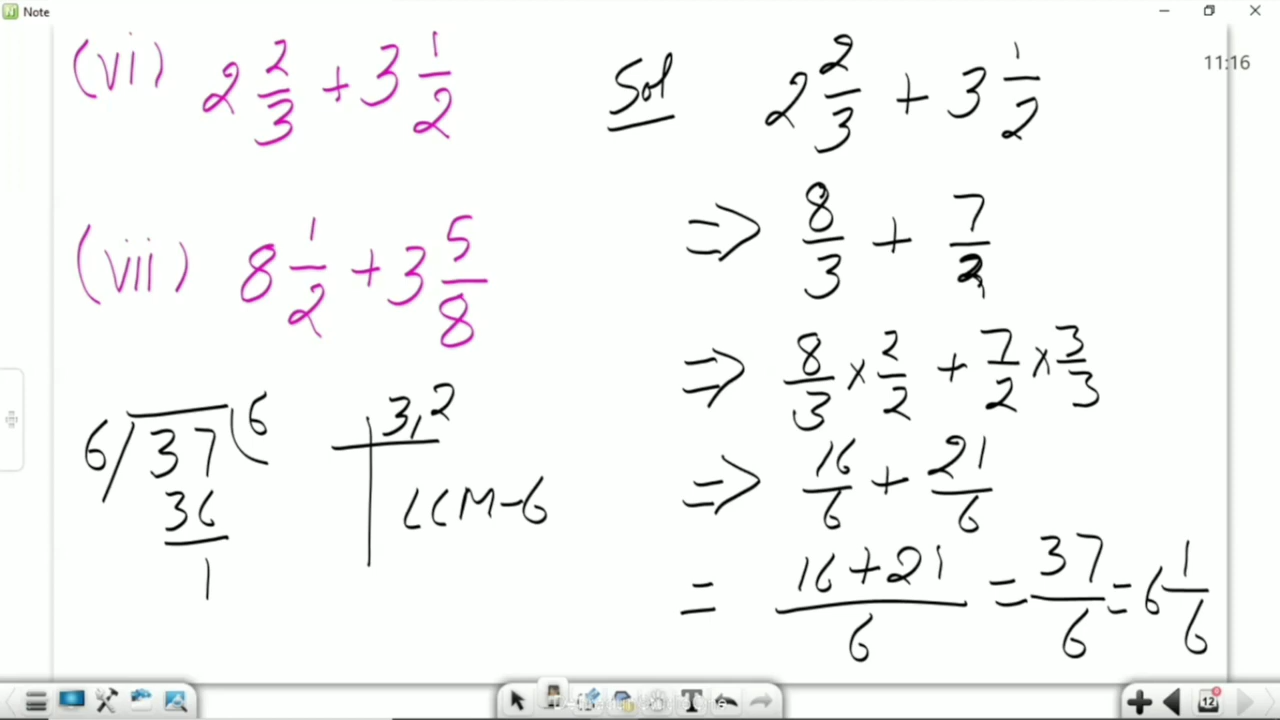 Note
(vi) 2 2/3 + 3 1/2
(vii) 8 1/2 + 3 5/8
6) 37 (6
36
1
3, 2
LCM - 6
Sol 2 2/3 + 3 1/2
11:16
=> 8/3 + 7/2
=> 8/3 × 2/2 + 7/2 × 3/3
=> 16/6 + 21/6
= 16+21/6 = 37/6 = 6 1/6
12